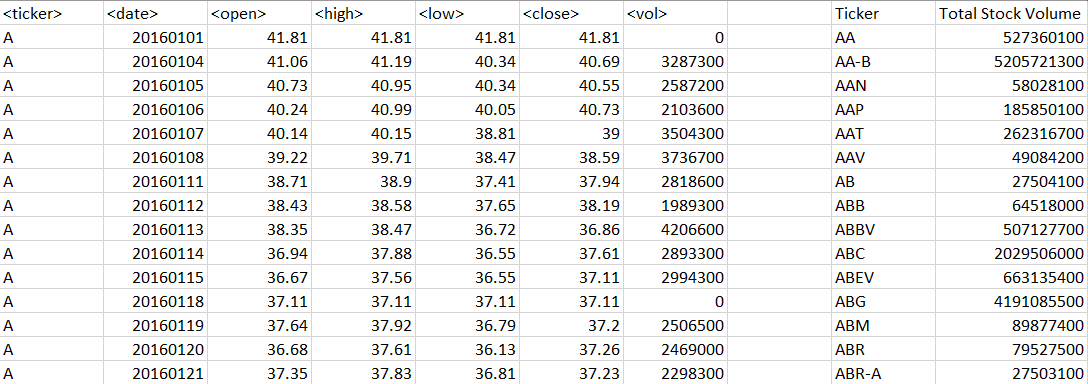 <ticker> <date> <open> <high> <low> <close> <vol> Ticker Total Stock Volume
A 20160101 41.81 41.81 41.81 41.81 0 AA 527360100
A 20160104 41.06 41.19 40.34 40.69 3287300 AA-B 5205721300
A 20160105 40.73 40.95 40.34 40.55 2587200 AAN 58028100
A 20160106 40.24 40.99 40.05 40.73 2103600 AAP 185850100
A 20160107 40.14 40.15 38.81 39 3504300 AAT 262316700
A 20160108 39.22 39.71 38.47 38.59 3736700 AAV 49084200
A 20160111 38.71 38.9 37.41 37.94 2818600 AB 27504100
A 20160112 38.43 38.58 37.65 38.19 1989300 ABB 64518000
A 20160113 38.35 38.47 36.72 36.86 4206600 ABBV 507127700
A 20160114 36.94 37.88 36.55 37.61 2893300 ABC 2029506000
A 20160115 36.67 37.56 36.55 37.11 2994300 ABEV 663135400
A 20160118 37.11 37.11 37.11 37.11 0 ABG 4191085500
A 20160119 37.64 37.92 36.79 37.2 2506500 ABM 89877400
A 20160120 36.68 37.61 36.13 37.26 2469000 ABR 79527500
A 20160121 37.35 37.83 36.81 37.23 2298300 ABR-A 27503100